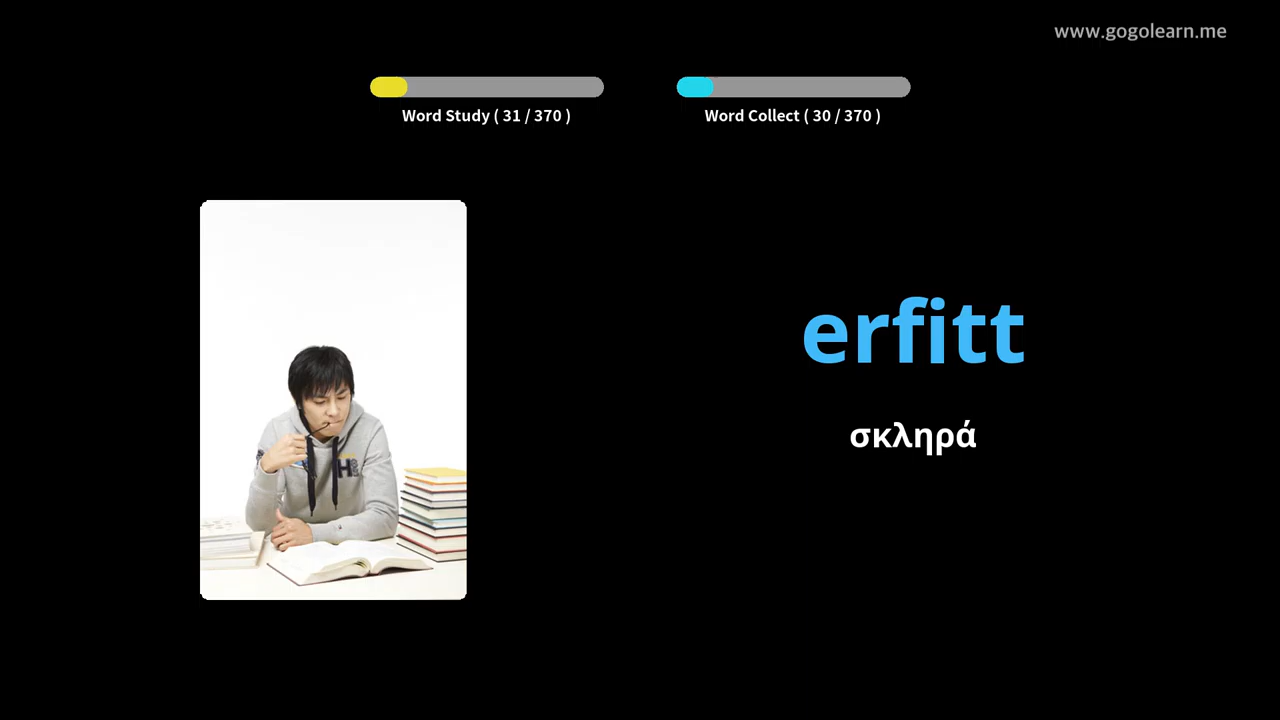 www.gogolearn.me
Word Study ( 31 / 370 )
Word Collect ( 30 / 370 )
erfitt
σκληρά